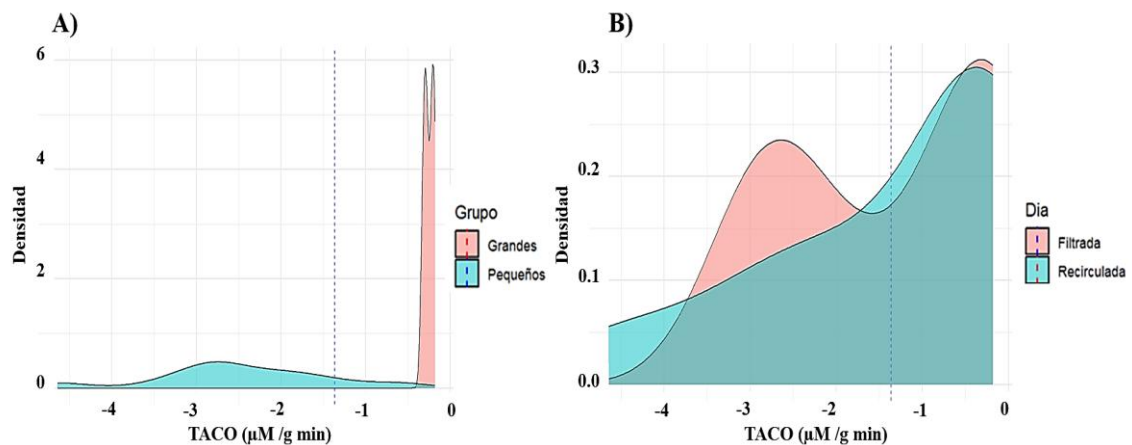 A)
6
4
2
0
Densidad
-4
-3
-2
-1
0
TACO (µM /g min)
Grupo
Grandes
Pequeños
B)
0.3
0.2
0.1
0.0
Densidad
-4
-3
-2
-1
0
TACO (µM /g min)
Dia
Filtrada
Recirculada